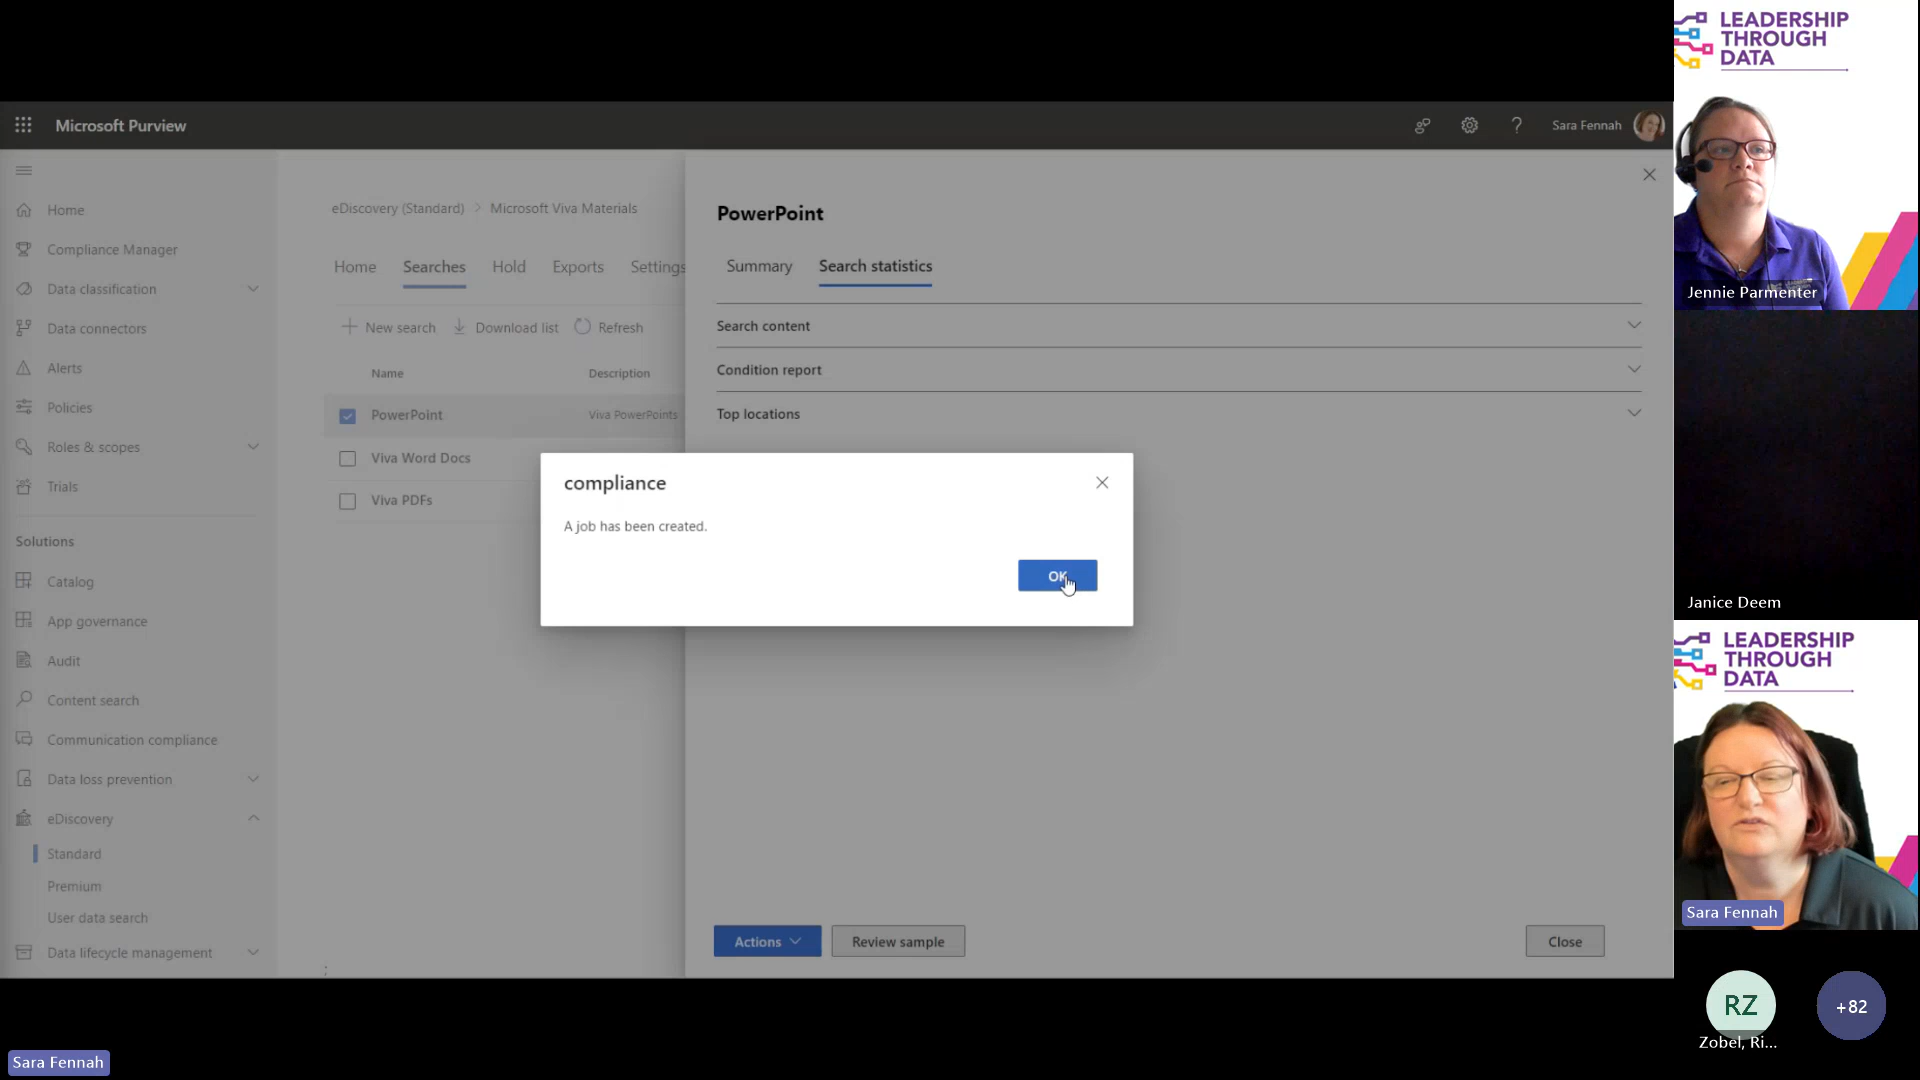 Microsoft Purview
Sara Fennah
Home
Compliance Manager
Data classification
Data connectors
Alerts
Policies
Roles & scopes
Trials
Solutions
Catalog
App governance
Audit
Content search
Communication compliance
Data loss prevention
eDiscovery
Standard
Premium
User data search
Data lifecycle management
eDiscovery (Standard) > Microsoft Viva Materials
Home Searches Hold Exports Settings
New search Download list Refresh
Name Description
PowerPoint Viva PowerPoints
Viva Word Docs
Viva PDFs
PowerPoint
Summary Search statistics
Search content
Condition report
Top locations
compliance
A job has been created.
OK
Actions Review sample Close
LEADERSHIP
THROUGH
DATA
Jennie Parmenter
Janice Deem
LEADERSHIP
THROUGH
DATA
Sara Fennah
RZ
+82
Zobel, Ri...
Sara Fennah